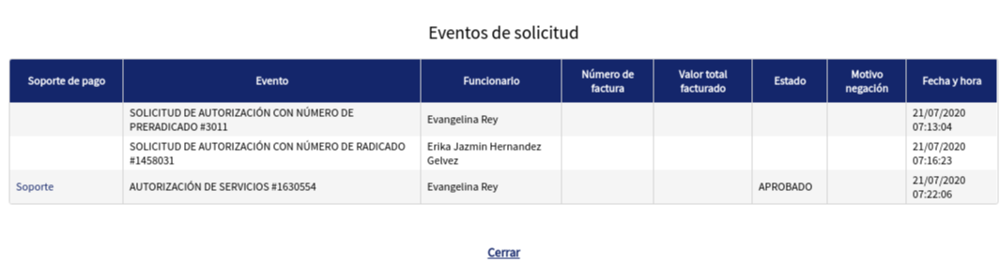 Eventos de solicitud
Soporte de pago
Evento
Funcionario
Número de
factura
Valor total
facturado
Estado
Motivo
negación
Fecha y hora
SOLICITUD DE AUTORIZACIÓN CON NÚMERO DE
PRERADICADO #3011
Evangelina Rey
21/07/2020
07:13:04
SOLICITUD DE AUTORIZACIÓN CON NÚMERO DE RADICADO
#1458031
Erika Jazmin Hernandez
Gelvez
21/07/2020
07:16:23
Soporte
AUTORIZACIÓN DE SERVICIOS #1630554
Evangelina Rey
APROBADO
21/07/2020
07:22:06
Cerrar